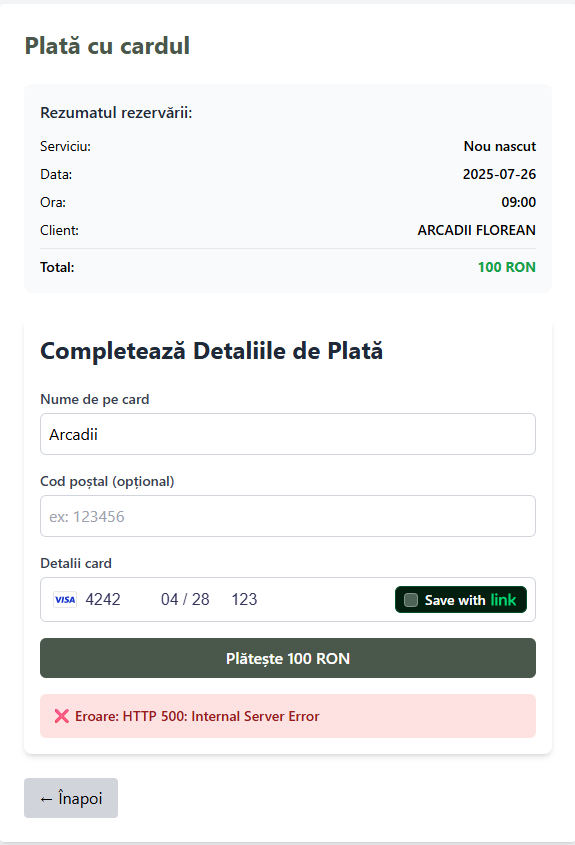 Plată cu cardul
Rezumatul rezervării:
Serviciu: Nou nascut
Data: 2025-07-26
Ora: 09:00
Client: ARCADII FLOREAN
Total: 100 RON
Completează Detaliile de Plată
Nume de pe card
Arcadii
Cod poștal (opțional)
ex: 123456
Detalii card
VISA 4242 04 / 28 123 Save with link
Plătește 100 RON
❌ Eroare: HTTP 500: Internal Server Error
← Înapoi